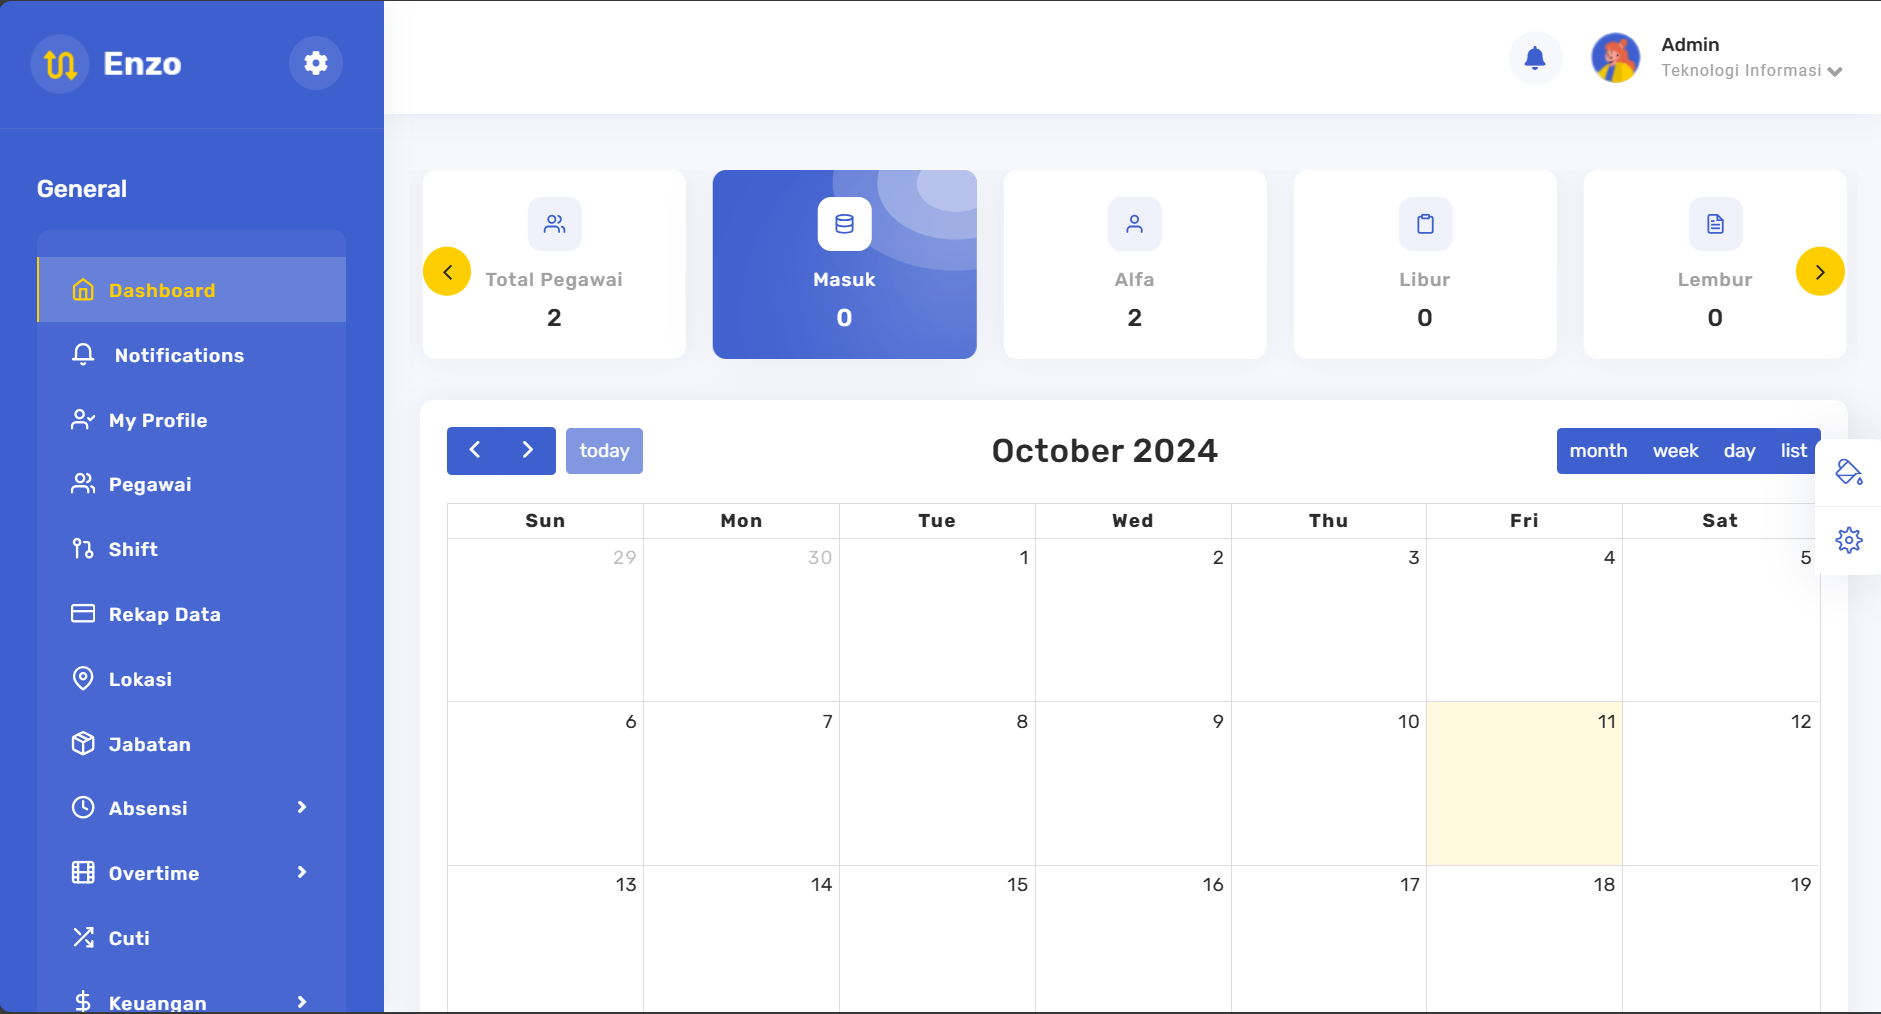 Enzo
General
Dashboard
Notifications
My Profile
Pegawai
Shift
Rekap Data
Lokasi
Jabatan
Absensi
Overtime
Cuti
Keuangan
Admin
Teknologi Informasi
Total Pegawai
2
Masuk
0
Alfa
2
Libur
0
Lembur
0
today
October 2024
month week day list
Sun Mon Tue Wed Thu Fri Sat
29 30 1 2 3 4 5
6 7 8 9 10 11 12
13 14 15 16 17 18 19